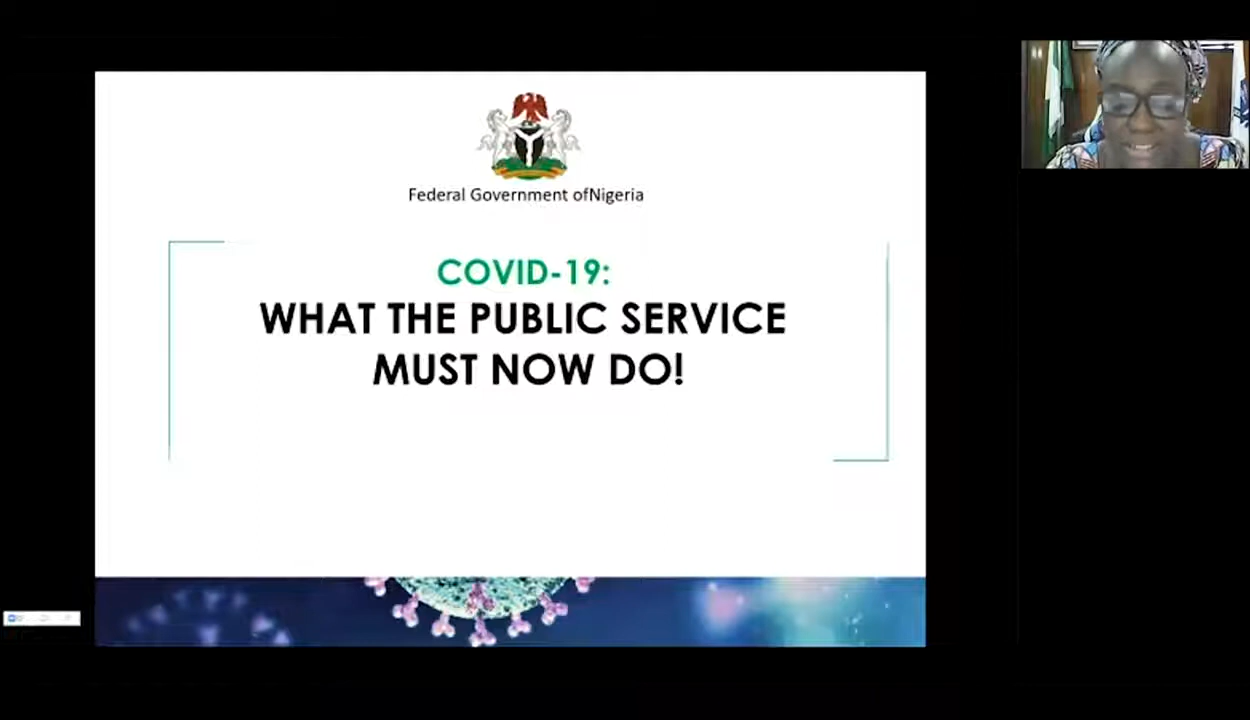 Federal Government ofNigeria
COVID-19:
WHAT THE PUBLIC SERVICE
MUST NOW DO!